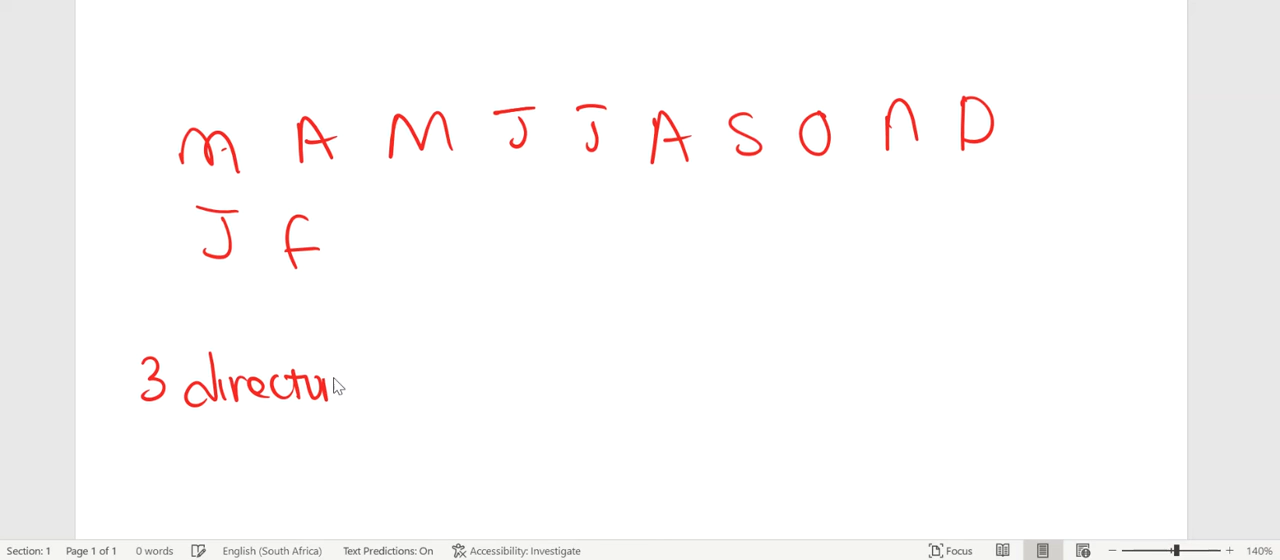 M A M J J A S O N D
J F
3 directu
Section: 1 Page 1 of 1 0 words English (South Africa) Text Predictions: On Accessibility: Investigate Focus 140%